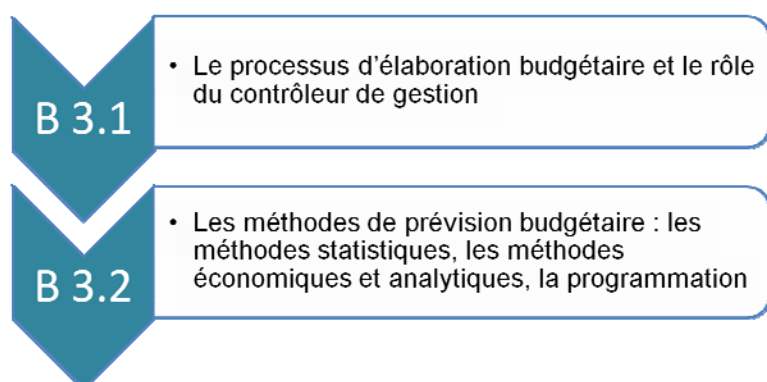 B 3.1
• Le processus d’élaboration budgétaire et le rôle
du contrôleur de gestion
B 3.2
• Les méthodes de prévision budgétaire : les
méthodes statistiques, les méthodes
économiques et analytiques, la programmation